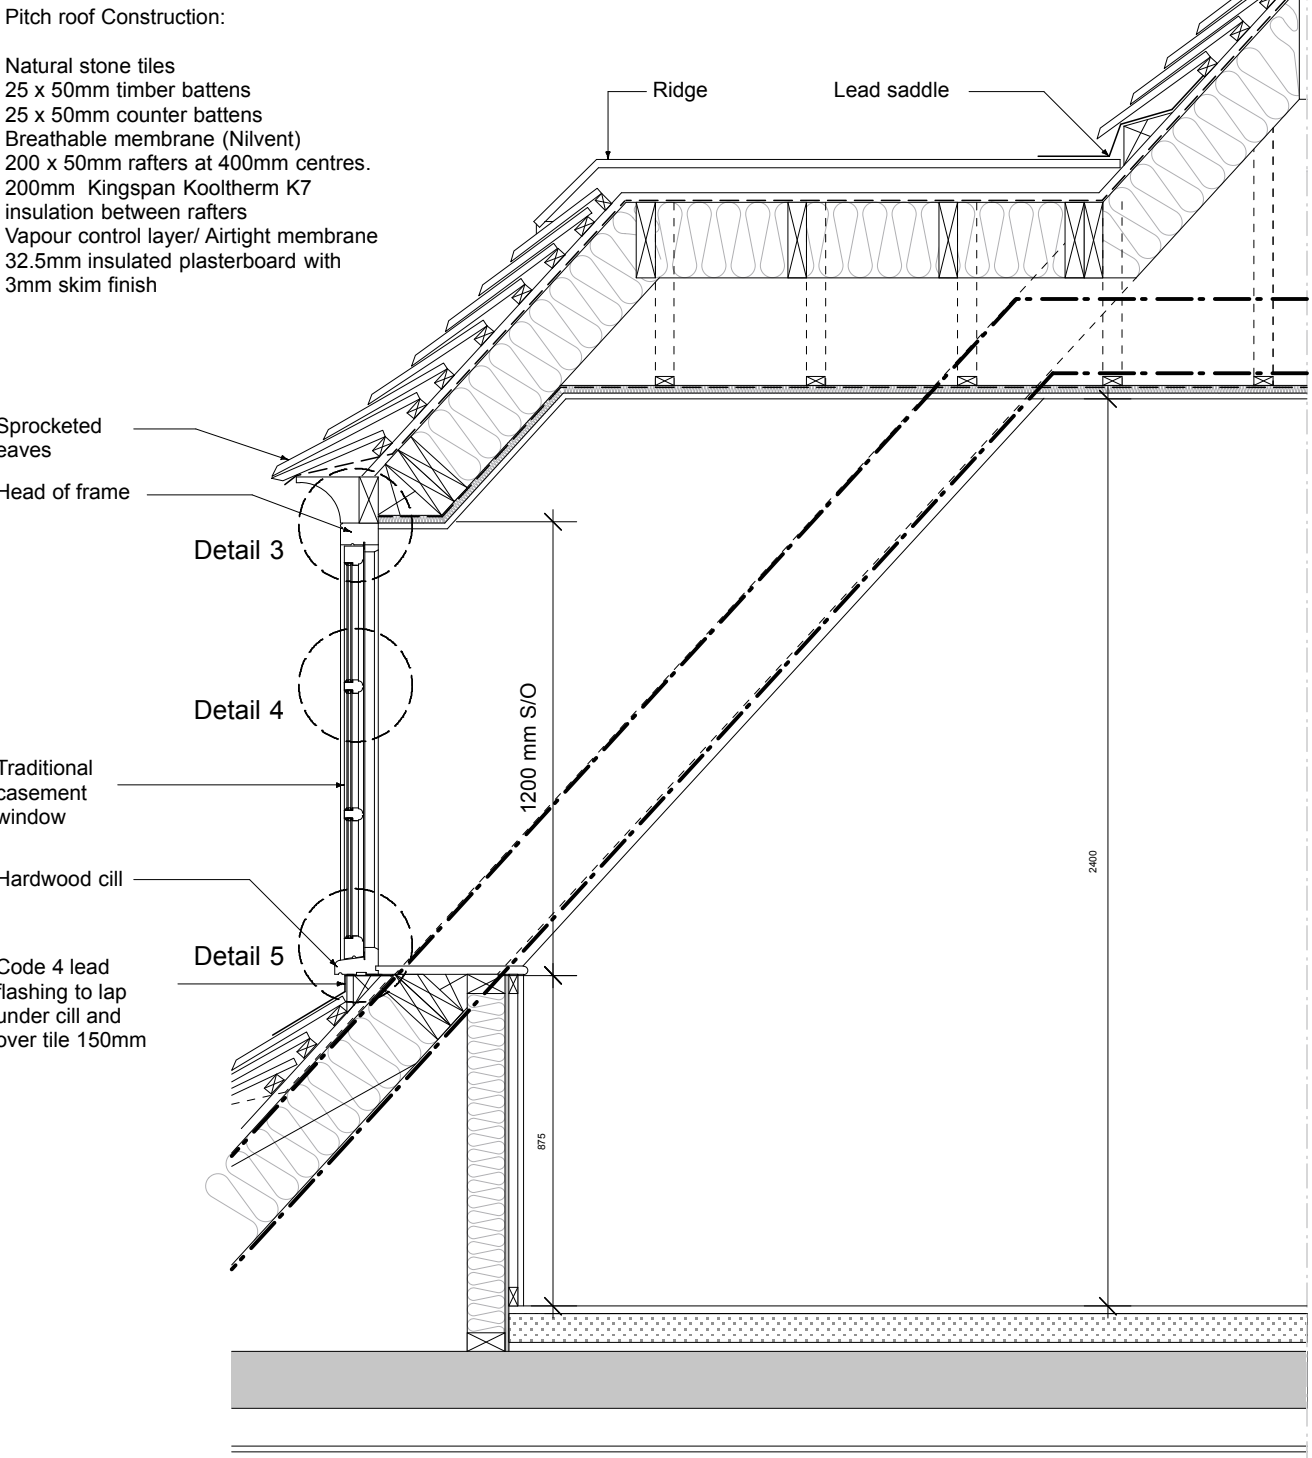 Pitch roof Construction:
Natural stone tiles
25 x 50mm timber battens
25 x 50mm counter battens
Breathable membrane (Nilvent)
200 x 50mm rafters at 400mm centres.
200mm  Kingspan Kooltherm K7
insulation between rafters
Vapour control layer/ Airtight membrane
32.5mm insulated plasterboard with
3mm skim finish
Ridge
Lead saddle
Sprocketed
eaves
Head of frame
Detail 3
Detail 4
1200 mm S/O
Traditional
casement
window
2400
Hardwood cill
Detail 5
Code 4 lead
flashing to lap
under cill and
over tile 150mm
875